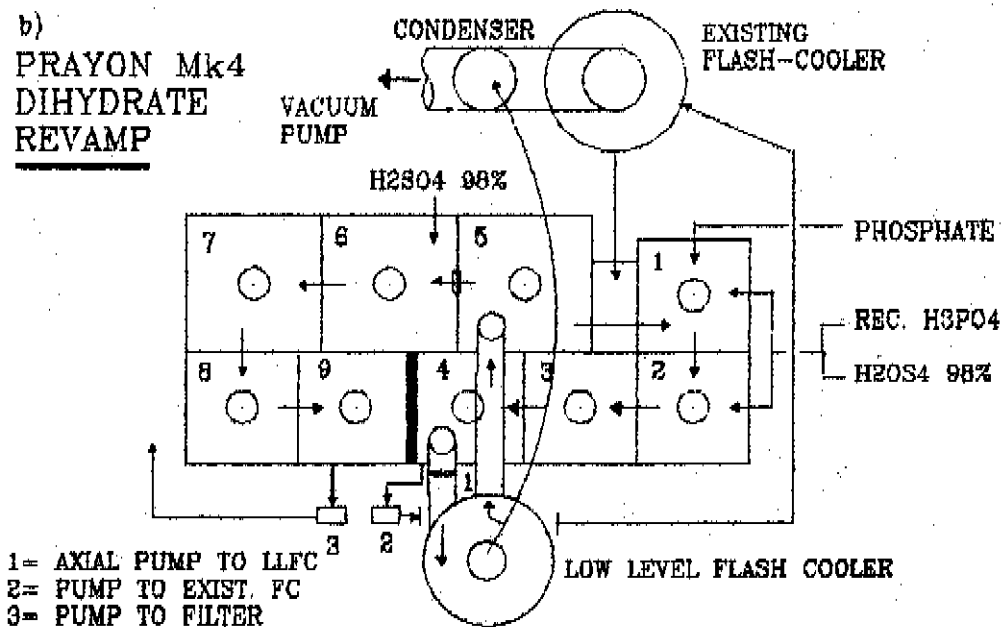 b)
PRAYON Mk4
DIHYDRATE
REVAMP
CONDENSER
EXISTING
FLASH-COOLER
VACUUM
PUMP
H2SO4 98%
7
6
5
1
PHOSPHATE
REC. H3PO4
H2OS4 98%
8
9
4
3
2
1
3
2
LOW LEVEL FLASH COOLER
1= AXIAL PUMP TO LLFC
2= PUMP TO EXIST. FC
3= PUMP TO FILTER